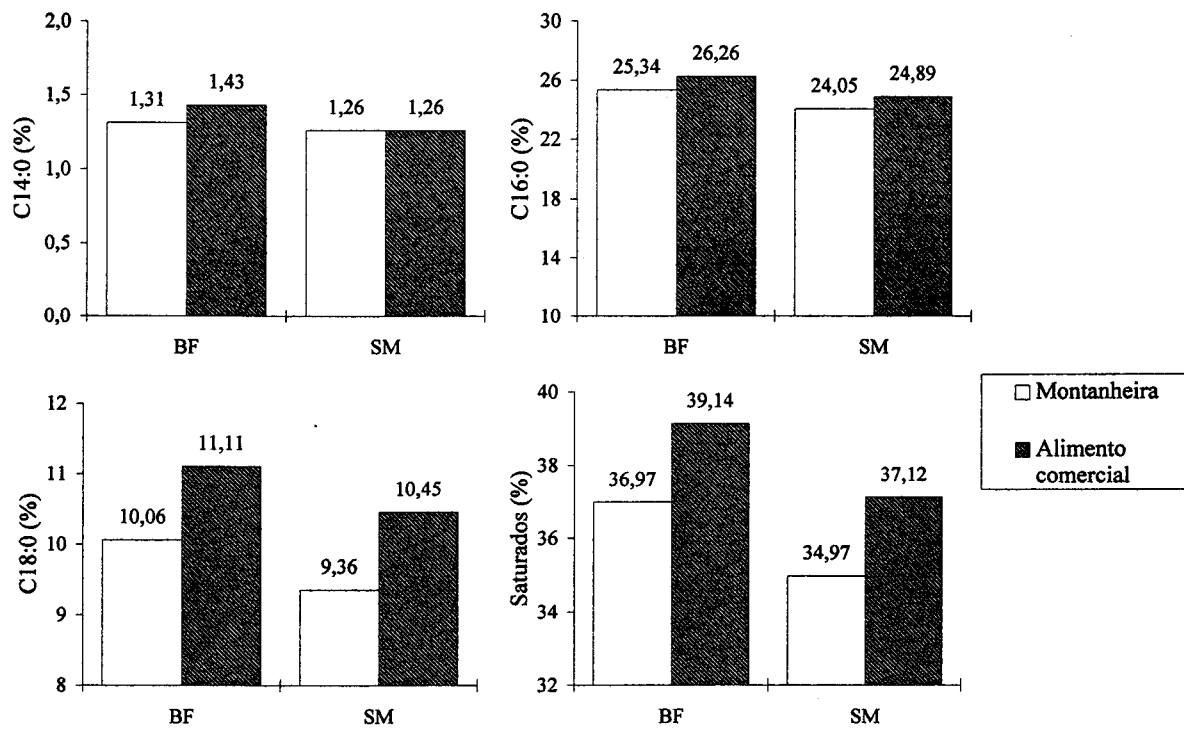 C14:0 (%)
2,0
1,5
1,0
0,5
0,0
1,31
1,43
1,26
1,26
BF
SM
C16:0 (%)
30
26
22
18
14
10
25,34
26,26
24,05
24,89
BF
SM
C18:0 (%)
12
11
10
9
8
10,06
11,11
9,36
10,45
BF
SM
Saturados (%)
40
38
36
34
32
36,97
39,14
34,97
37,12
BF
SM
Montanheira
Alimento
comercial